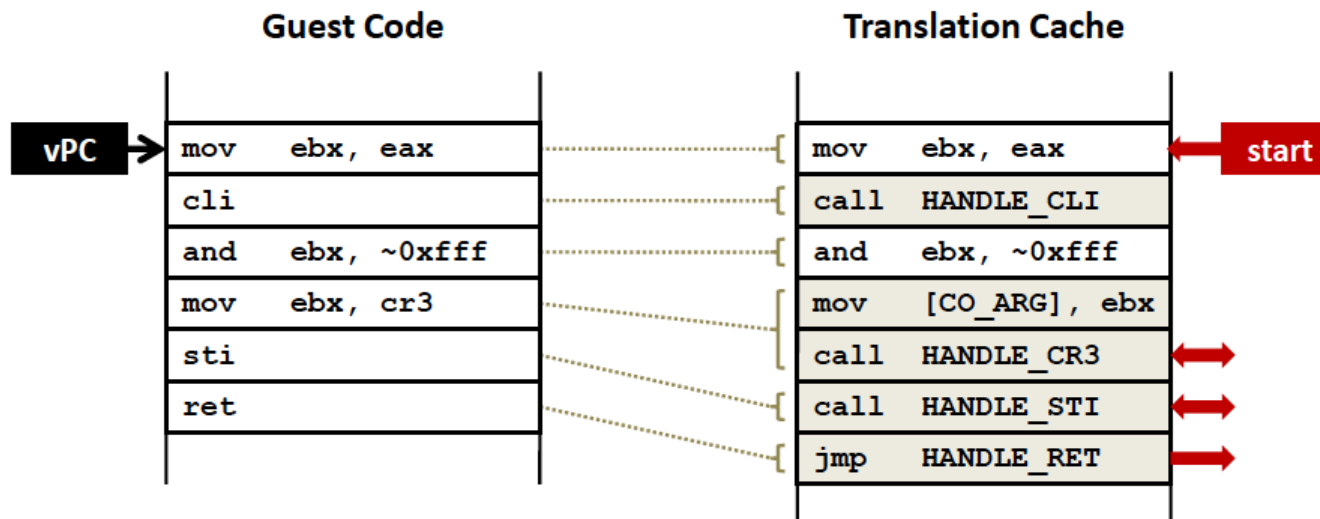 Guest Code
Translation Cache
vPC
mov ebx, eax
cli
and ebx, ~0xfff
mov ebx, cr3
sti
ret
mov ebx, eax
call HANDLE_CLI
and ebx, ~0xfff
mov [CO_ARG], ebx
call HANDLE_CR3
call HANDLE_STI
jmp HANDLE_RET
start